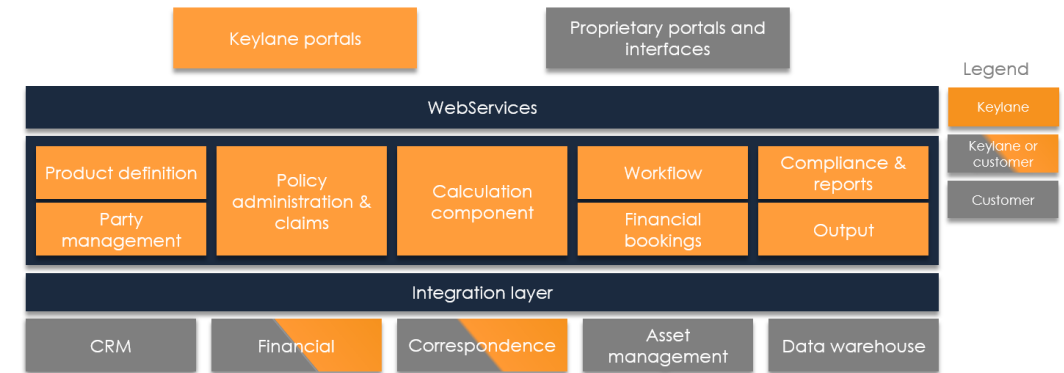 Keylane portals
Proprietary portals and
interfaces
Legend
WebServices
Keylane
Keylane or
customer
Customer
Product definition
Party
management
Policy
administration &
claims
Calculation
component
Workflow
Financial
bookings
Compliance &
reports
Output
Integration layer
CRM
Financial
Correspondence
Asset
management
Data warehouse